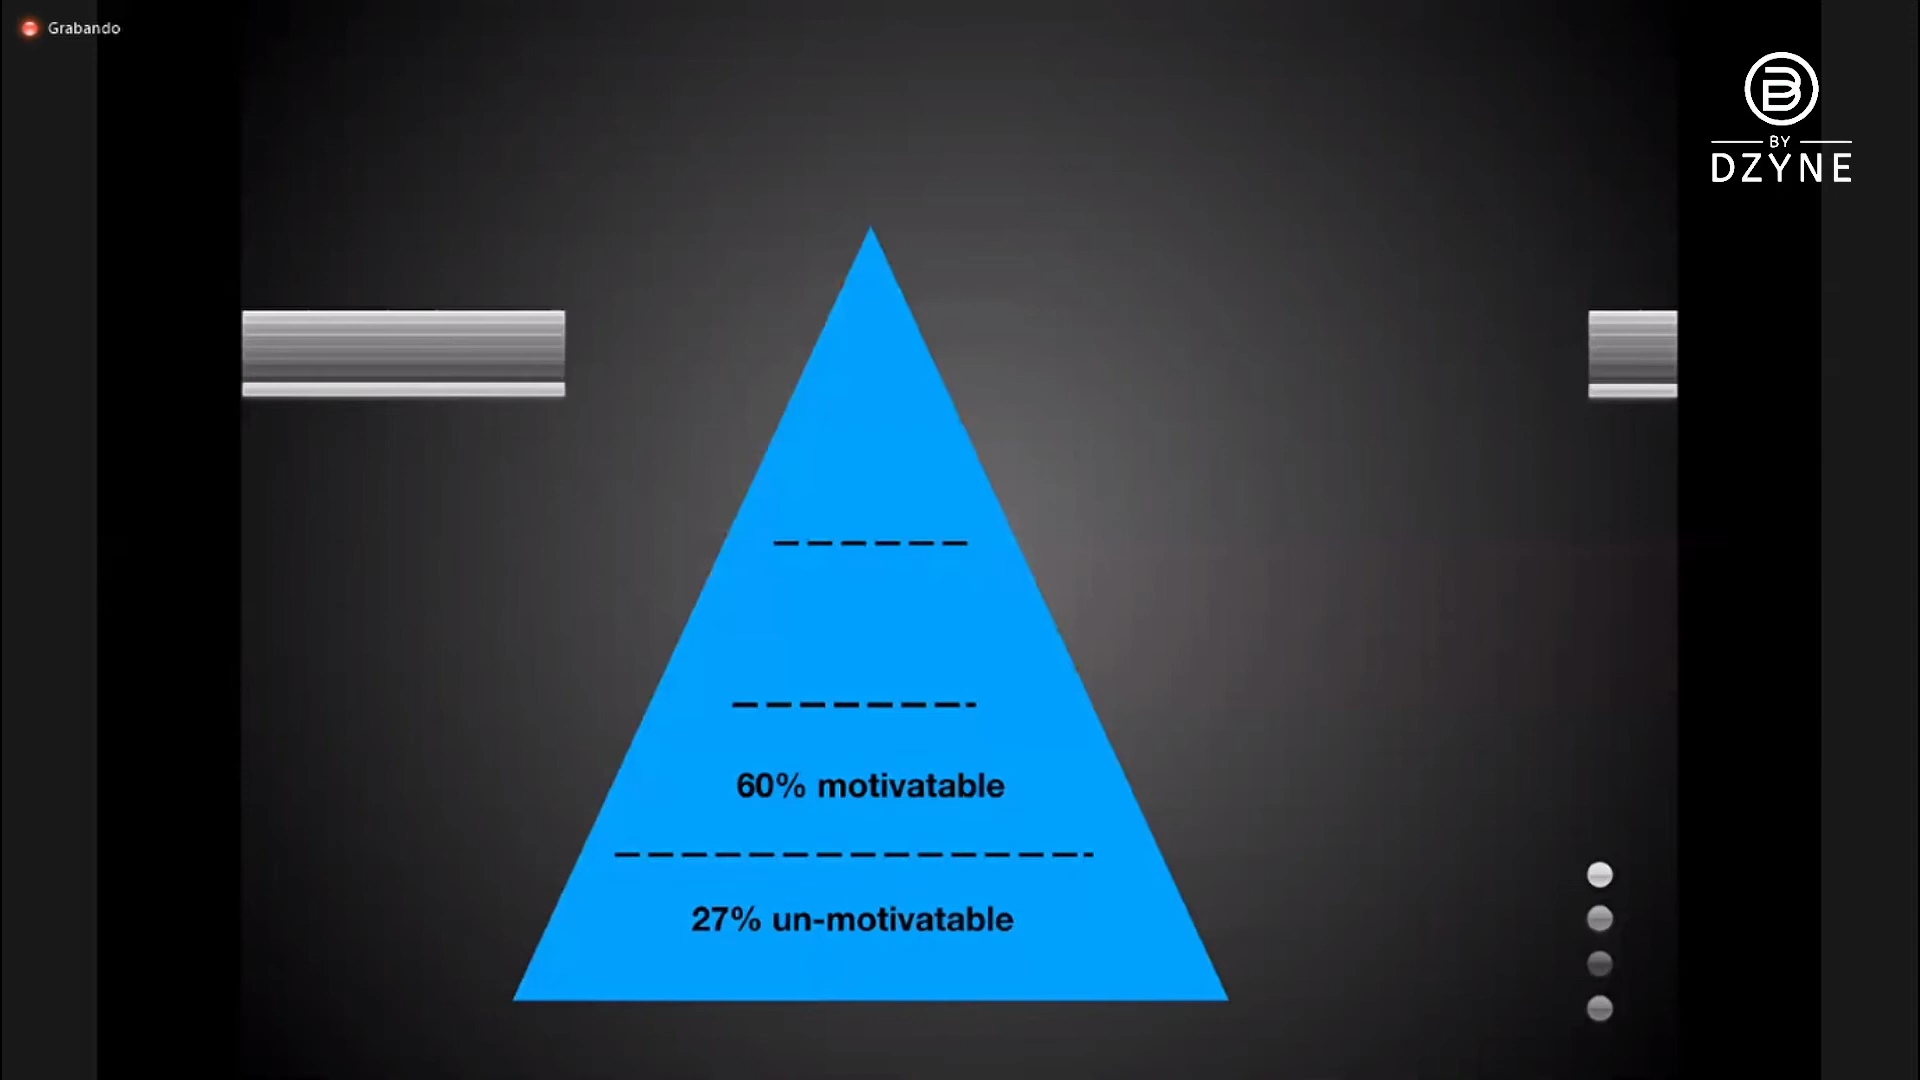 Grabando
B
BY
DZYNE
60% motivatable
27% un-motivatable